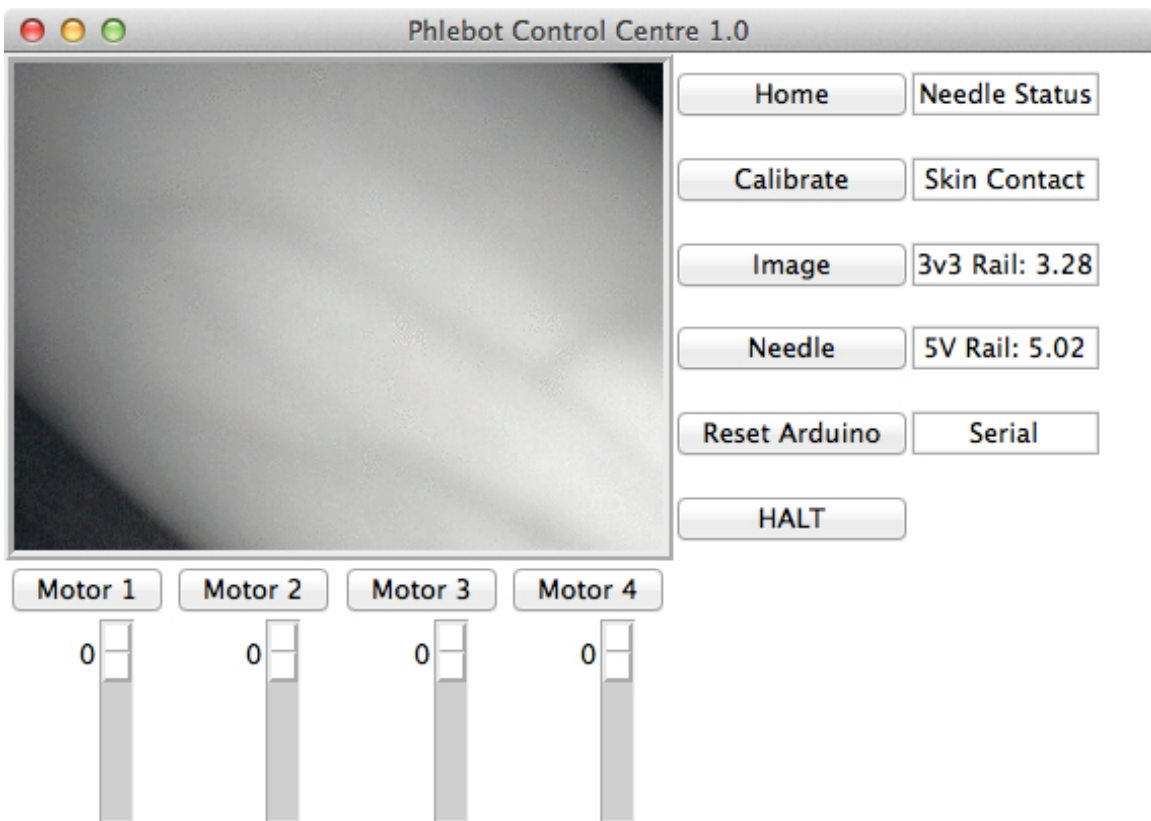 Phlebot Control Centre 1.0
Home Needle Status
Calibrate Skin Contact
Image 3v3 Rail: 3.28
Needle 5V Rail: 5.02
Reset Arduino Serial
HALT
Motor 1 Motor 2 Motor 3 Motor 4
0 0 0 0